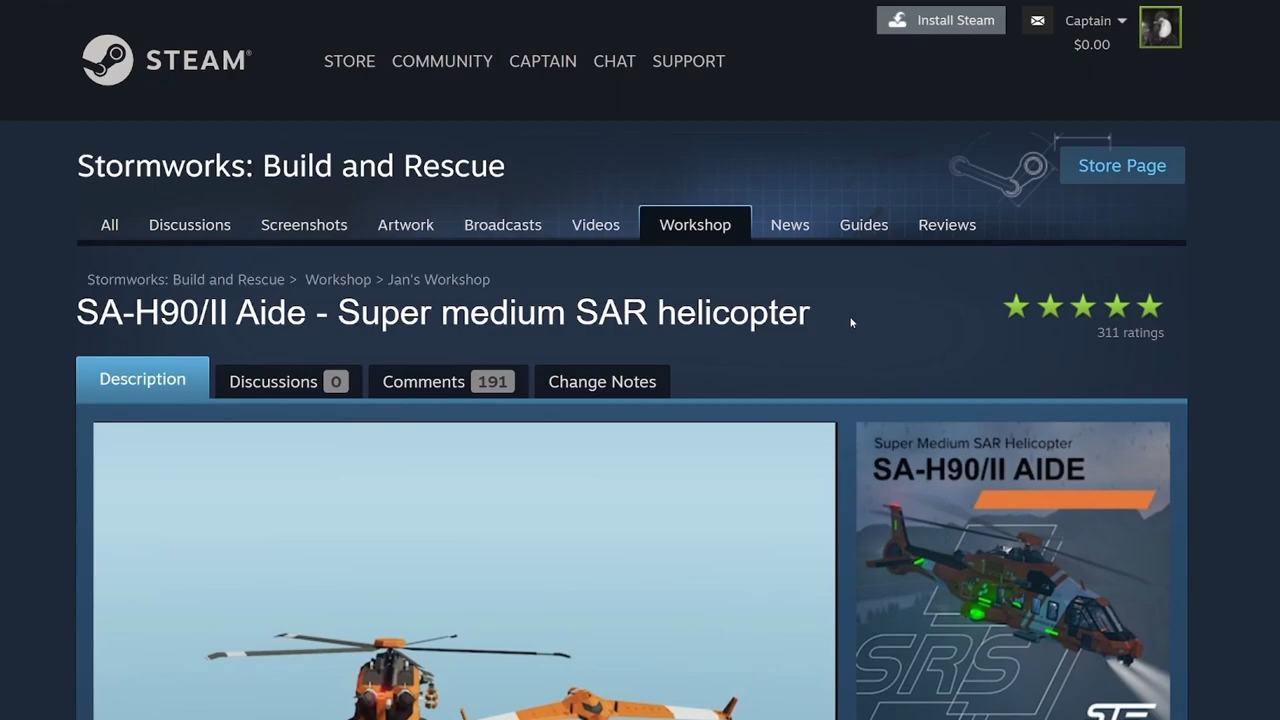 Install Steam
Captain
$0.00
STEAM®
STORE COMMUNITY CAPTAIN CHAT SUPPORT
Stormworks: Build and Rescue
Store Page
All Discussions Screenshots Artwork Broadcasts Videos Workshop News Guides Reviews
Stormworks: Build and Rescue > Workshop > Jan's Workshop
SA-H90/II Aide - Super medium SAR helicopter
311 ratings
Description Discussions 0 Comments 191 Change Notes
Super Medium SAR Helicopter
SA-H90/II AIDE
SRS
STE